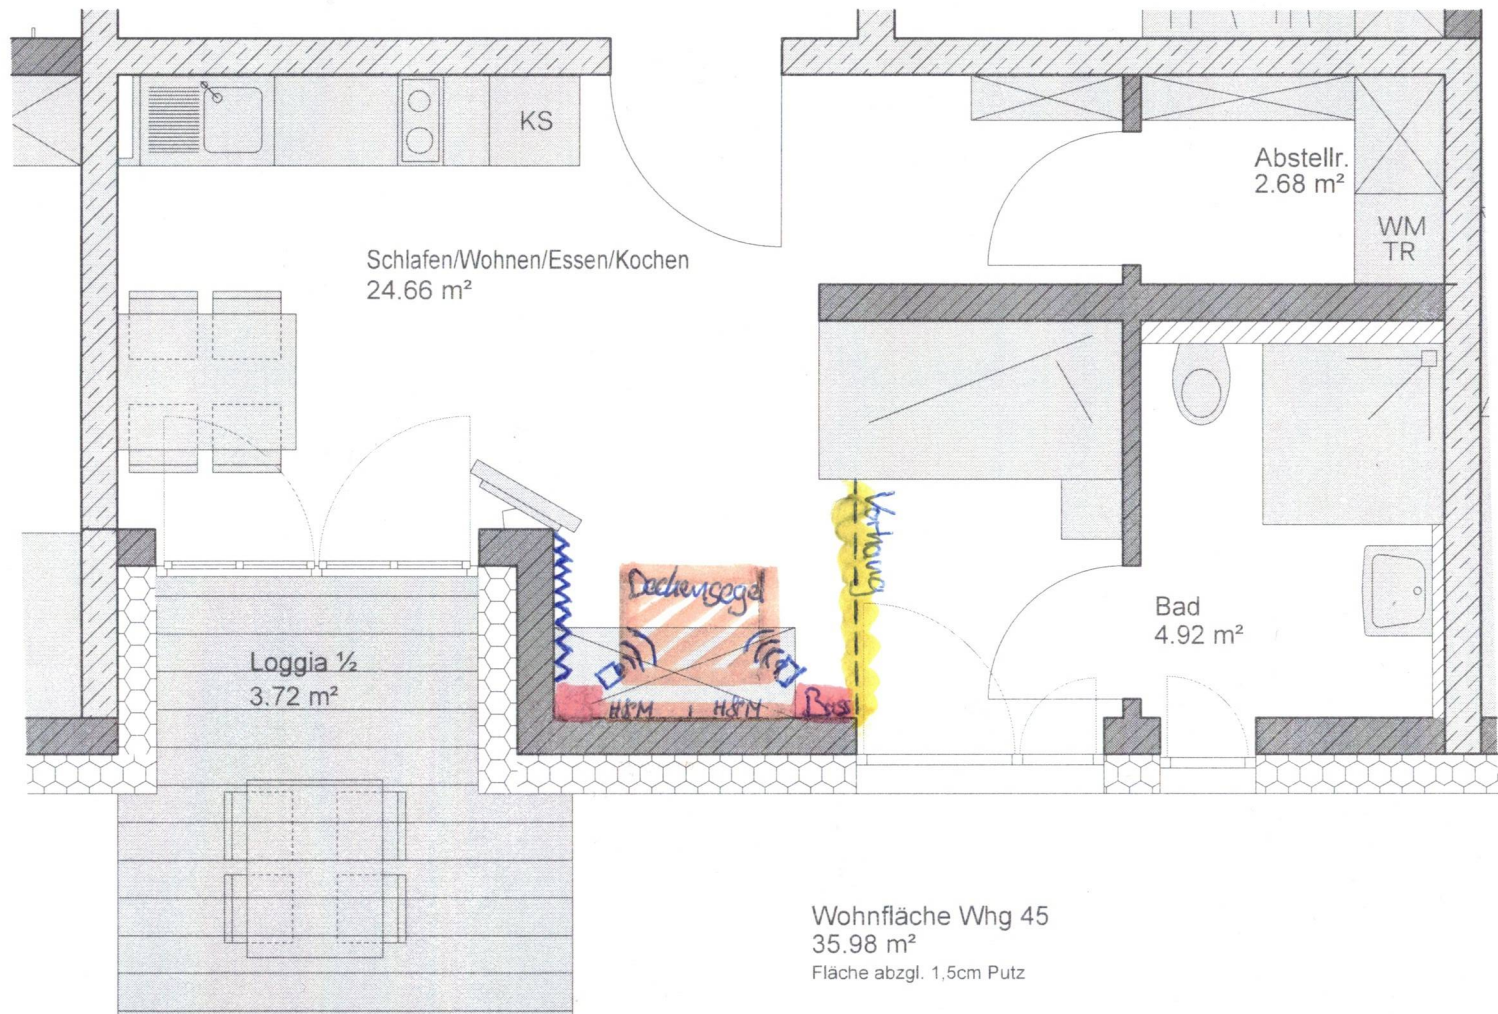 KS
Abstellr.
2.68 m²
WM
TR
Schlafen/Wohnen/Essen/Kochen
24.66 m²
Vorhang
Deckensegel
Bad
4.92 m²
Loggia ½
3.72 m²
H&M
H&M
Bass
Wohnfläche Whg 45
35.98 m²
Fläche abzgl. 1,5cm Putz